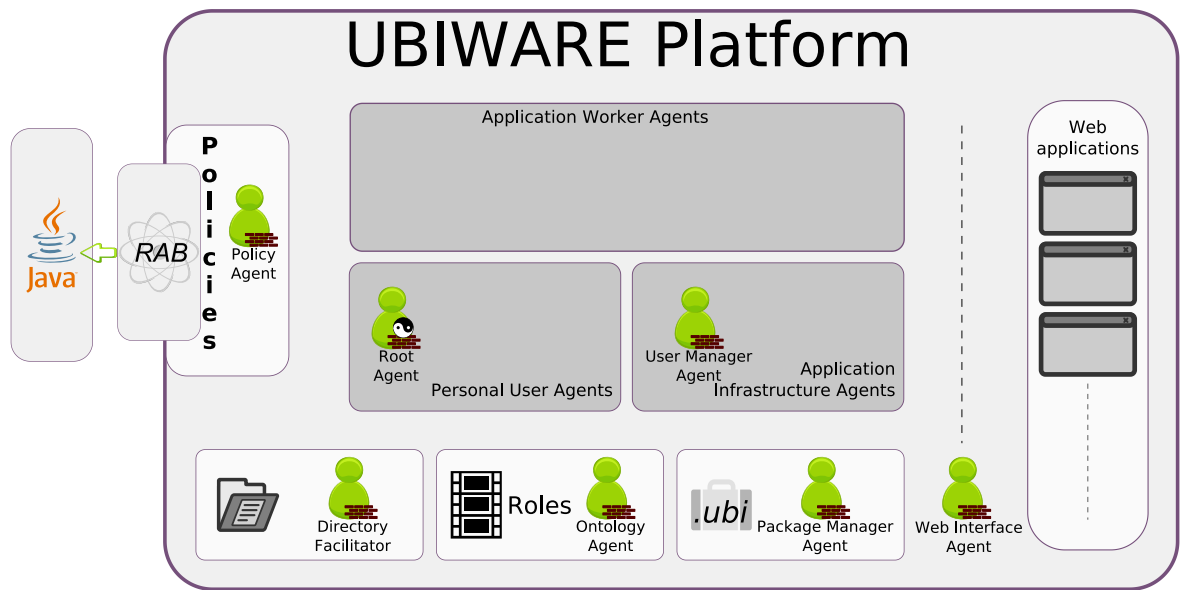 UBIWARE Platform
Application Worker Agents
Web
applications
Policies
Policy
Agent
RAB
Java
Root
Agent
Personal User Agents
User Manager
Agent
Application
Infrastructure Agents
Directory
Facilitator
Roles
Ontology
Agent
.ubi
Package Manager
Agent
Web Interface
Agent